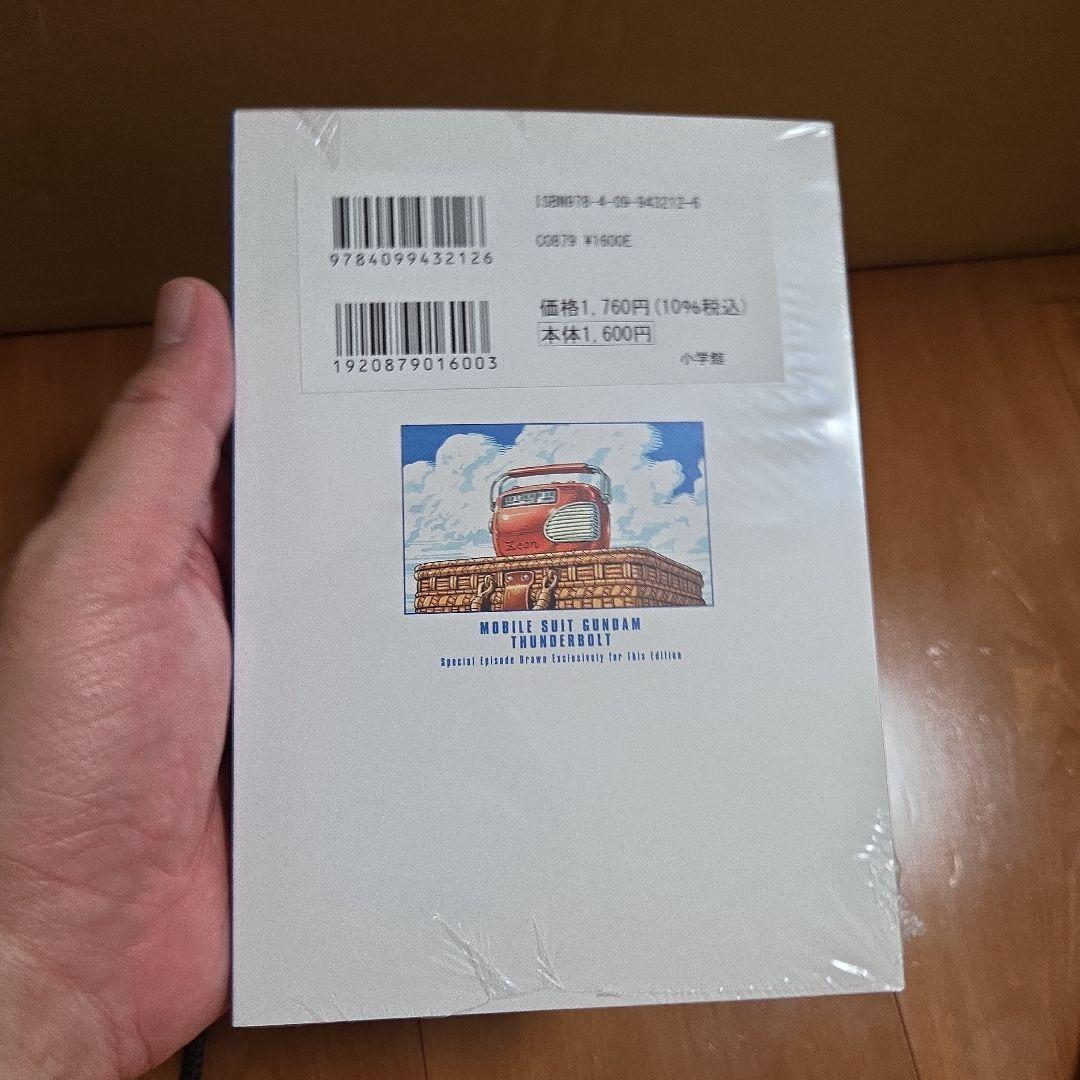 ISBN978-4-09-943212-6
9784099432126
C0879 ¥1600E
価格1,760円(10%税込)
本体1,600円
1920879016003
小学館
Zeon
MOBILE SUIT GUNDAM
THUNDERBOLT
Special Episode Drawn Exclusively for This Edition